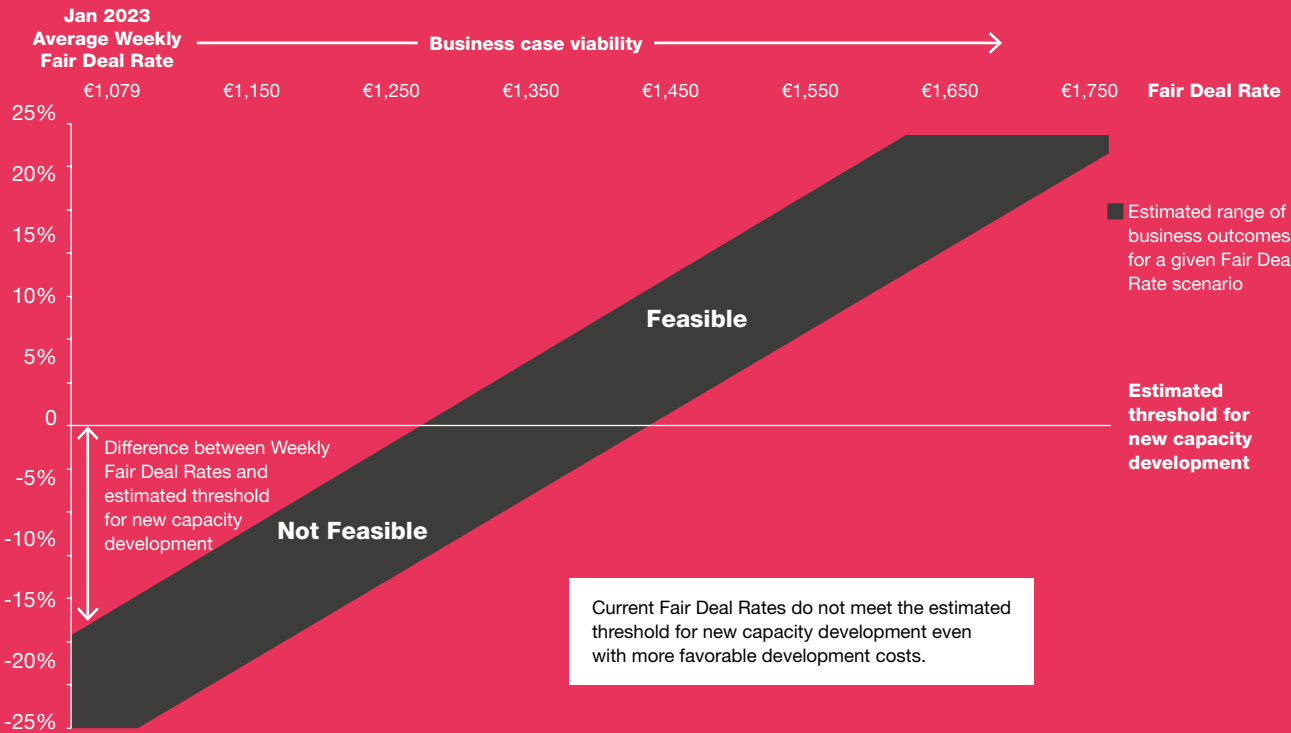 Jan 2023
Average Weekly
Fair Deal Rate
Business case viability
€1,079 €1,150 €1,250 €1,350 €1,450 €1,550 €1,650 €1,750 Fair Deal Rate
25%
20%
15%
10%
5%
0
-5%
-10%
-15%
-20%
-25%
Estimated range of
business outcomes
for a given Fair Dea
Rate scenario
Feasible
Estimated
threshold for
new capacity
development
Difference between Weekly
Fair Deal Rates and
estimated threshold
for new capacity
development
Not Feasible
Current Fair Deal Rates do not meet the estimated
threshold for new capacity development even
with more favorable development costs.